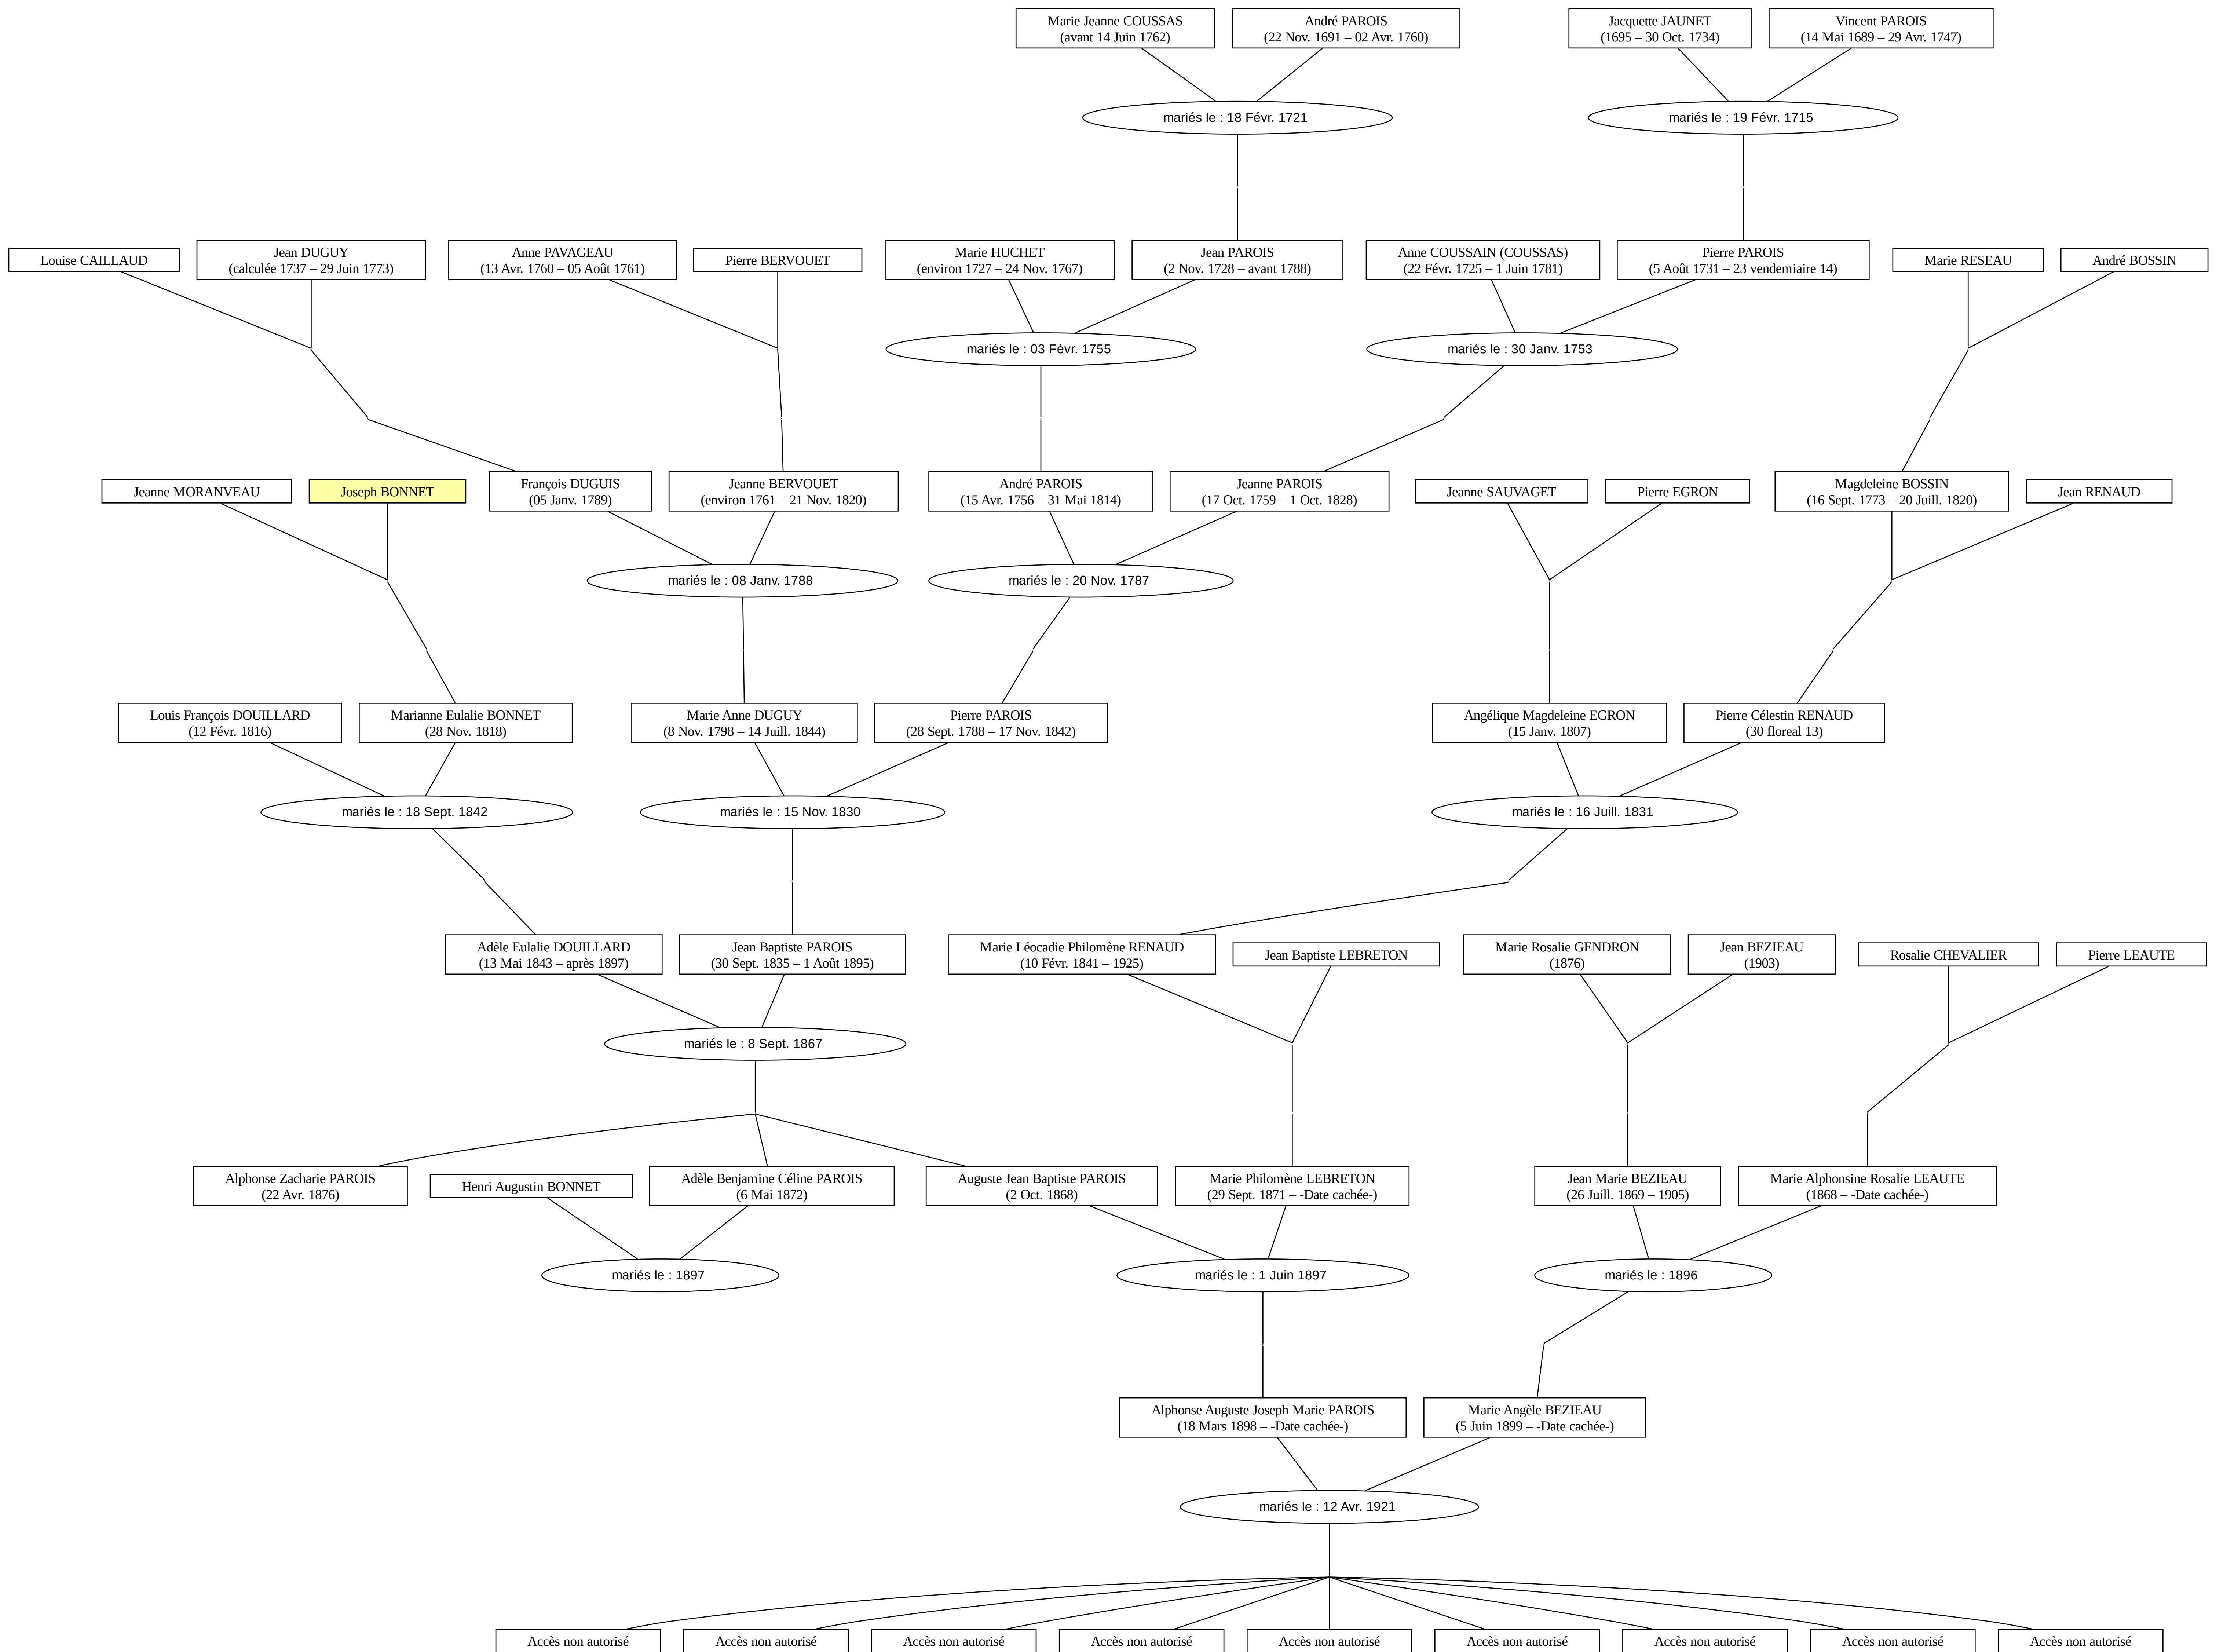 Marie Jeanne COUSSAS
(avant 14 Juin 1762)
André PAROIS
(22 Nov. 1691 – 02 Avr. 1760)
Jacquette JAUNET
(1695 – 30 Oct. 1734)
Vincent PAROIS
(14 Mai 1689 – 29 Avr. 1747)
mariés le : 18 Févr. 1721
mariés le : 19 Févr. 1715
Louise CAILLAUD
Jean DUGUY
(calculée 1737 – 29 Juin 1773)
Anne PAVAGEAU
(13 Avr. 1760 – 05 Août 1761)
Pierre BERVOUET
Marie HUCHET
(environ 1727 – 24 Nov. 1767)
Jean PAROIS
(2 Nov. 1728 – avant 1788)
Anne COUSSAIN (COUSSAS)
(22 Févr. 1725 – 1 Juin 1781)
Pierre PAROIS
(5 Août 1731 – 23 vendemiaire 14)
Marie RESEAU
André BOSSIN
mariés le : 03 Févr. 1755
mariés le : 30 Janv. 1753
Jeanne MORANVEAU
Joseph BONNET
François DUGUIS
(05 Janv. 1789)
Jeanne BERVOUET
(environ 1761 – 21 Nov. 1820)
André PAROIS
(15 Avr. 1756 – 31 Mai 1814)
Jeanne PAROIS
(17 Oct. 1759 – 1 Oct. 1828)
Jeanne SAUVAGET
Pierre EGRON
Magdeleine BOSSIN
(16 Sept. 1773 – 20 Juill. 1820)
Jean RENAUD
mariés le : 08 Janv. 1788
mariés le : 20 Nov. 1787
Louis François DOUILLARD
(12 Févr. 1816)
Marianne Eulalie BONNET
(28 Nov. 1818)
Marie Anne DUGUY
(8 Nov. 1798 – 14 Juill. 1844)
Pierre PAROIS
(28 Sept. 1788 – 17 Nov. 1842)
Angélique Magdeleine EGRON
(15 Janv. 1807)
Pierre Célestin RENAUD
(30 floreal 13)
mariés le : 18 Sept. 1842
mariés le : 15 Nov. 1830
mariés le : 16 Juill. 1831
Adèle Eulalie DOUILLARD
(13 Mai 1843 – après 1897)
Jean Baptiste PAROIS
(30 Sept. 1835 – 1 Août 1895)
Marie Léocadie Philomène RENAUD
(10 Févr. 1841 – 1925)
Jean Baptiste LEBRETON
Marie Rosalie GENDRON
(1876)
Jean BEZIEAU
(1903)
Rosalie CHEVALIER
Pierre LEAUTE
mariés le : 8 Sept. 1867
Alphonse Zacharie PAROIS
(22 Avr. 1876)
Henri Augustin BONNET
Adèle Benjamine Céline PAROIS
(6 Mai 1872)
Auguste Jean Baptiste PAROIS
(2 Oct. 1868)
Marie Philomène LEBRETON
(29 Sept. 1871 – -Date cachée-)
Jean Marie BEZIEAU
(26 Juill. 1869 – 1905)
Marie Alphonsine Rosalie LEAUTE
(1868 – -Date cachée-)
mariés le : 1897
mariés le : 1 Juin 1897
mariés le : 1896
Alphonse Auguste Joseph Marie PAROIS
(18 Mars 1898 – -Date cachée-)
Marie Angèle BEZIEAU
(5 Juin 1899 – -Date cachée-)
mariés le : 12 Avr. 1921
Accès non autorisé
Accès non autorisé
Accès non autorisé
Accès non autorisé
Accès non autorisé
Accès non autorisé
Accès non autorisé
Accès non autorisé
Accès non autorisé